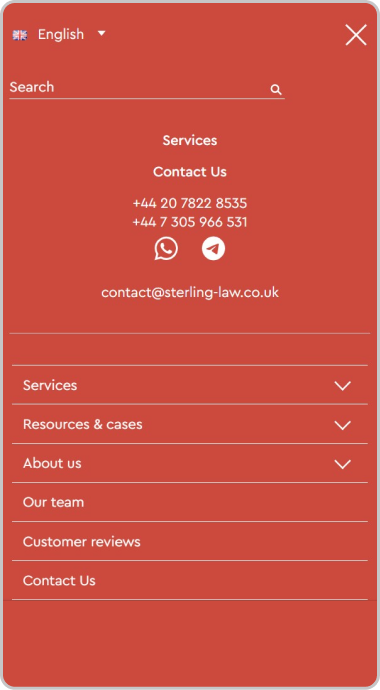 English
Search
Services
Contact Us
+44 20 7822 8535
+44 7 305 966 531
contact@sterling-law.co.uk
Services
Resources & cases
About us
Our team
Customer reviews
Contact Us